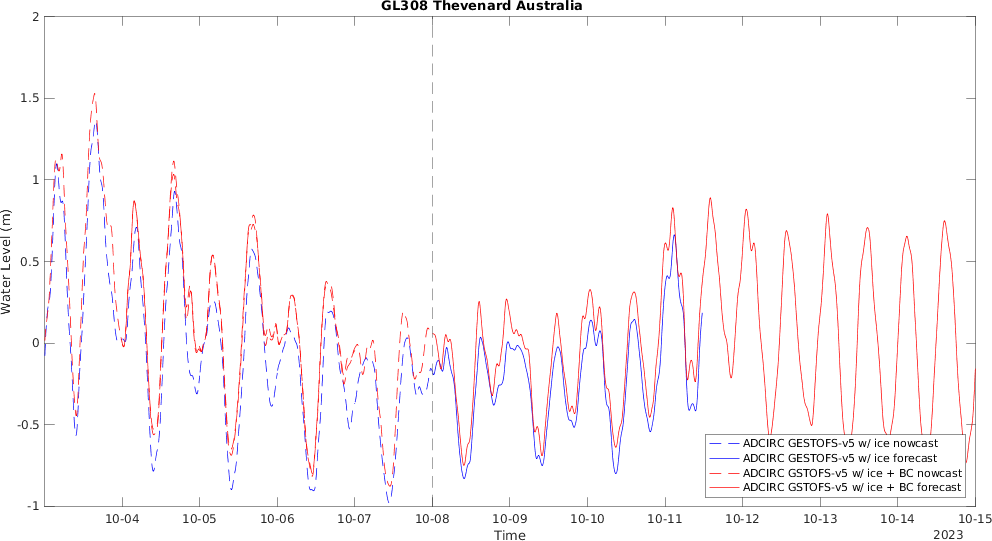 GL308 Thevenard Australia
Water Level (m)
2
1.5
1
0.5
0
-0.5
-1
ADCIRC GESTOFS-v5 w/ ice nowcast
ADCIRC GESTOFS-v5 w/ ice forecast
ADCIRC GSTOFS-v5 w/ ice + BC nowcast
ADCIRC GSTOFS-v5 w/ ice + BC forecast
10-04 10-05 10-06 10-07 10-08 10-09 10-10 10-11 10-12 10-13 10-14 10-15
Time
2023